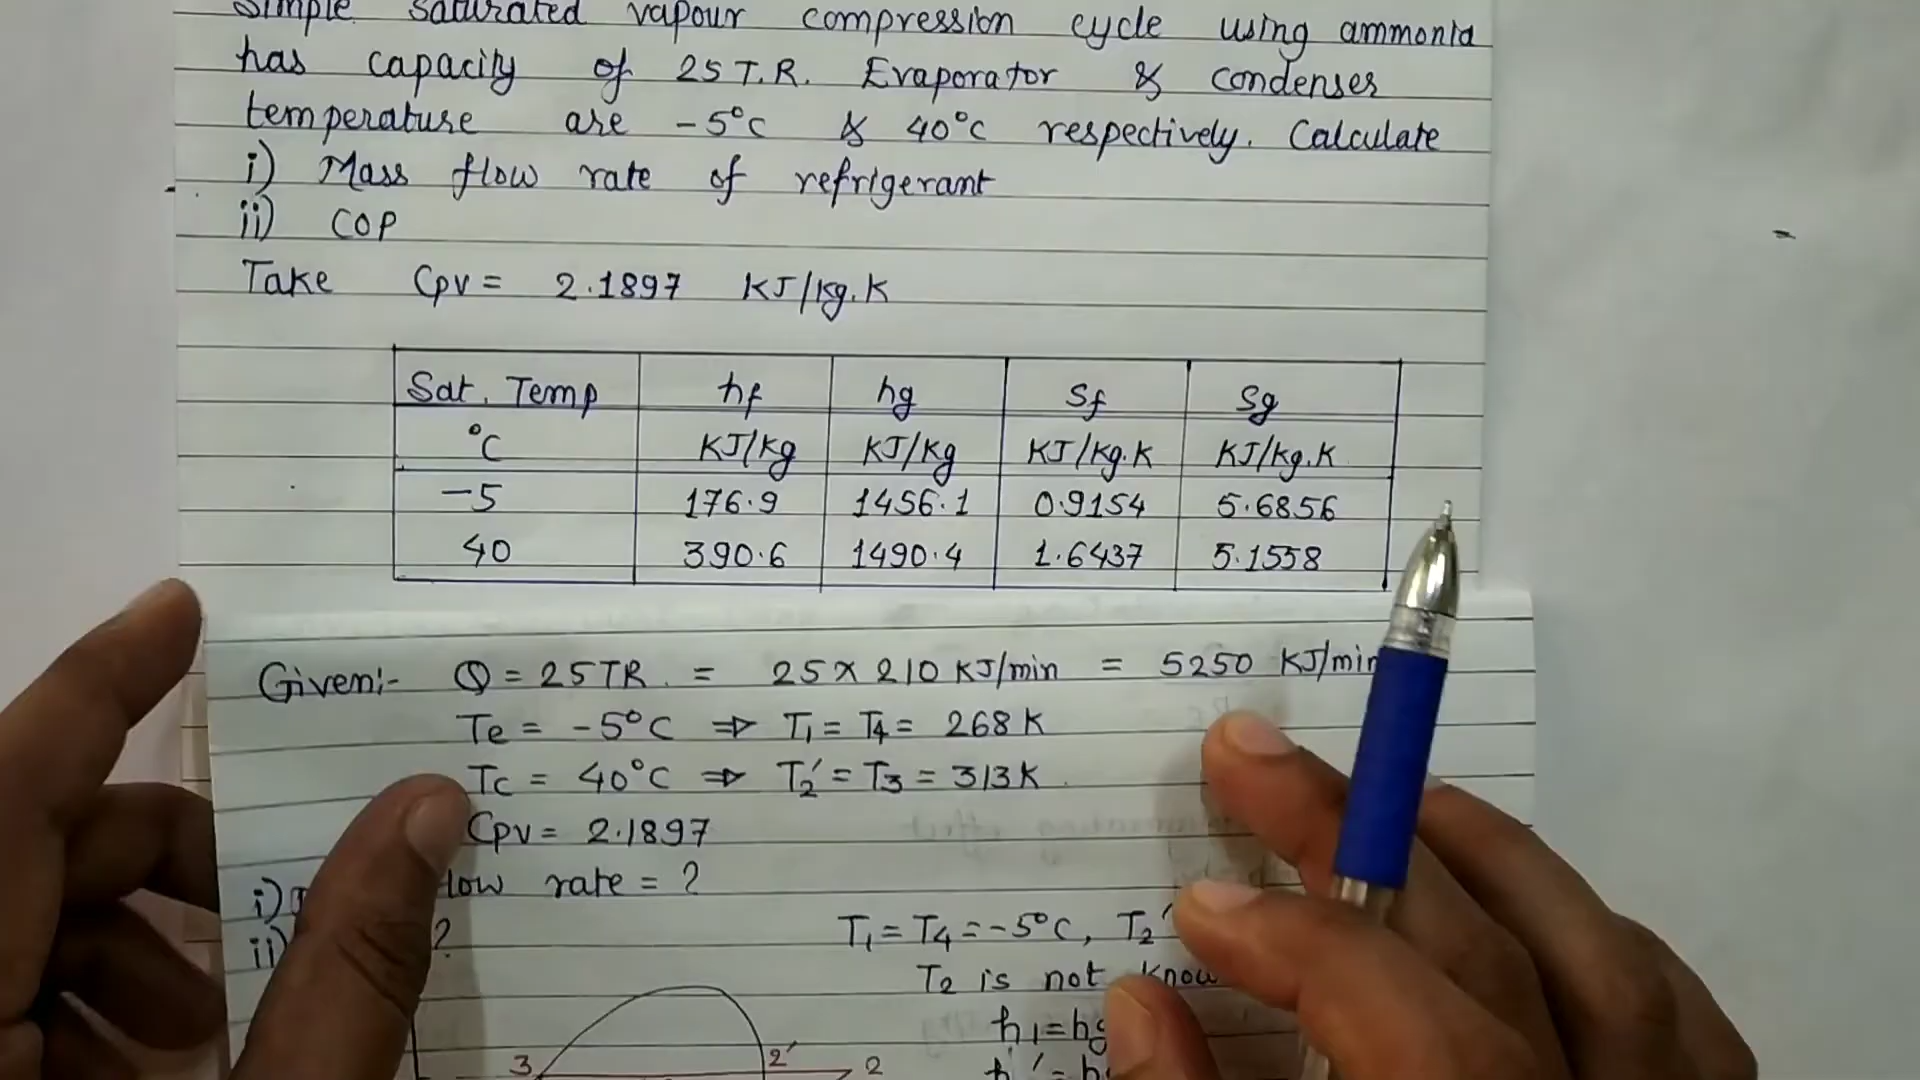 Simple saturated vapour compression cycle using ammonia
has capacity of 25 T.R. Evaporator & condenser
temperature are -5°C & 40°C respectively. Calculate
i) Mass flow rate of refrigerant
ii) COP
Take Cpv = 2.1897 KJ/kg.K
Sat. Temp hf hg Sf Sg
°C KJ/kg KJ/kg KJ/kg.K KJ/kg.K
-5 176.9 1456.1 0.9154 5.6856
40 390.6 1490.4 1.6437 5.1558
Given:- Q = 25TR = 25 x 210 KJ/min = 5250 KJ/min
Te = -5°C ⇒ T1 = T4 = 268 K
Tc = 40°C ⇒ T2' = T3 = 313K
Cpv = 2.1897
i) low rate = ?
ii) ?
T1 = T4 = -5°C, T2'
T2 is not know
h1 = hg
3 2' 2